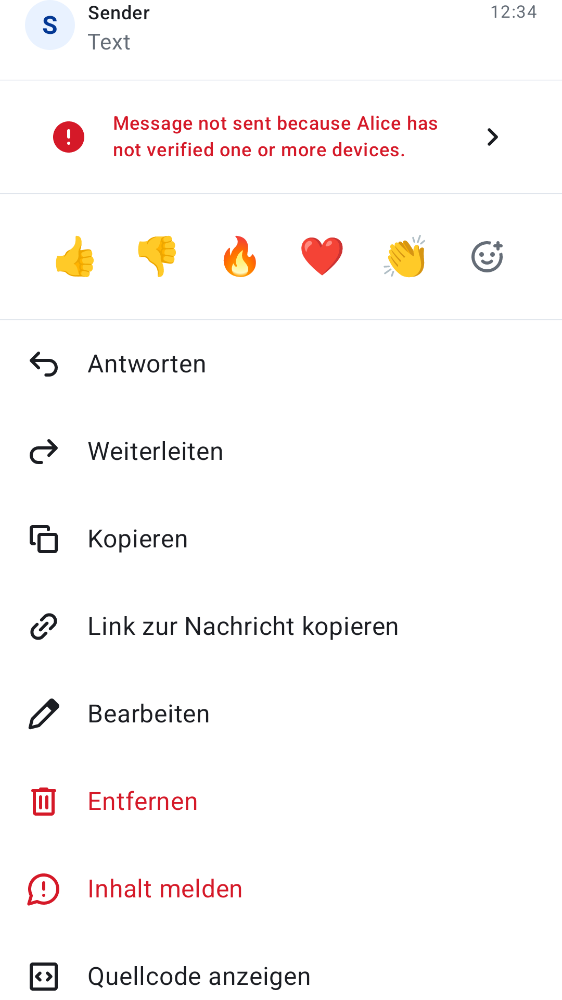 S
Sender
12:34
Text
Message not sent because Alice has
not verified one or more devices.
Antworten
Weiterleiten
Kopieren
Link zur Nachricht kopieren
Bearbeiten
Entfernen
Inhalt melden
Quellcode anzeigen